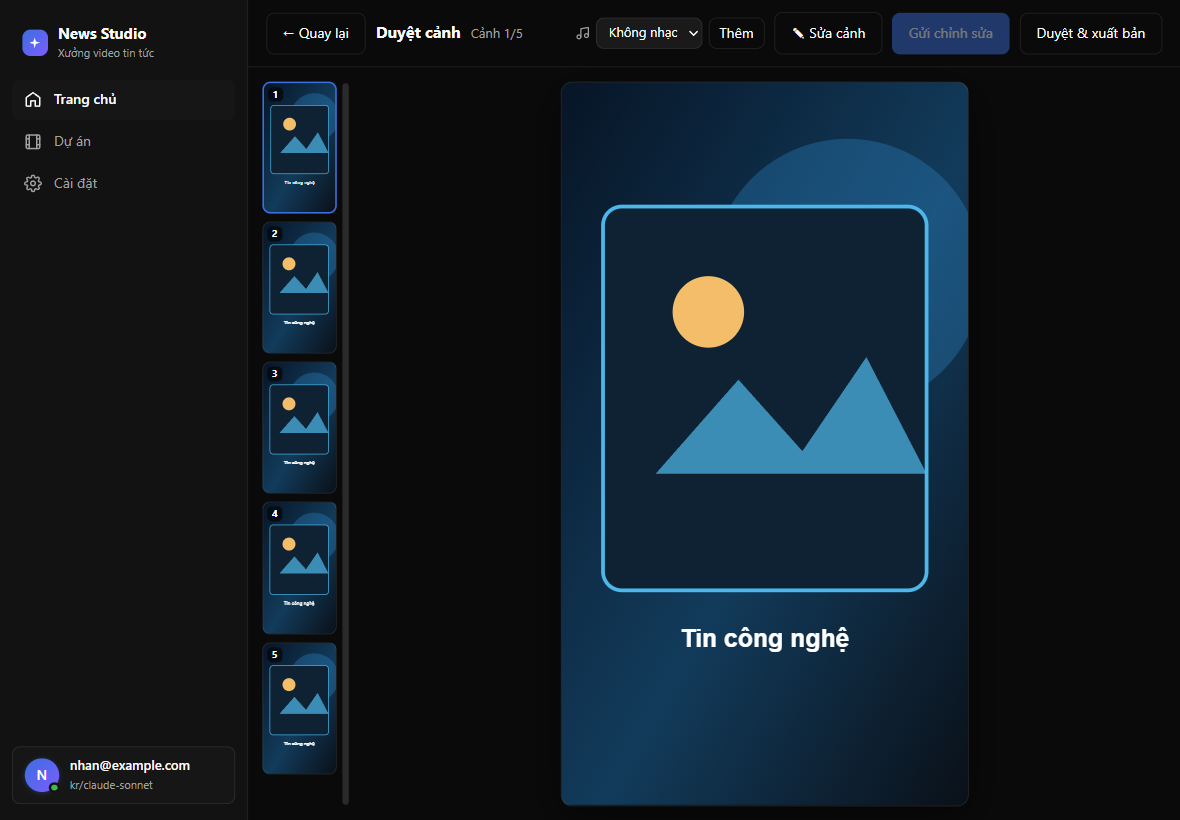 News Studio
Xưởng video tin tức
Trang chủ
Dự án
Cài đặt
nhan@example.com
kr/claude-sonnet
N
← Quay lại
Duyệt cảnh
Cảnh 1/5
Không nhạc
Thêm
Sửa cảnh
Gửi chỉnh sửa
Duyệt & xuất bản
1
Tin công nghệ
2
Tin công nghệ
3
Tin công nghệ
4
Tin công nghệ
5
Tin công nghệ
Tin công nghệ